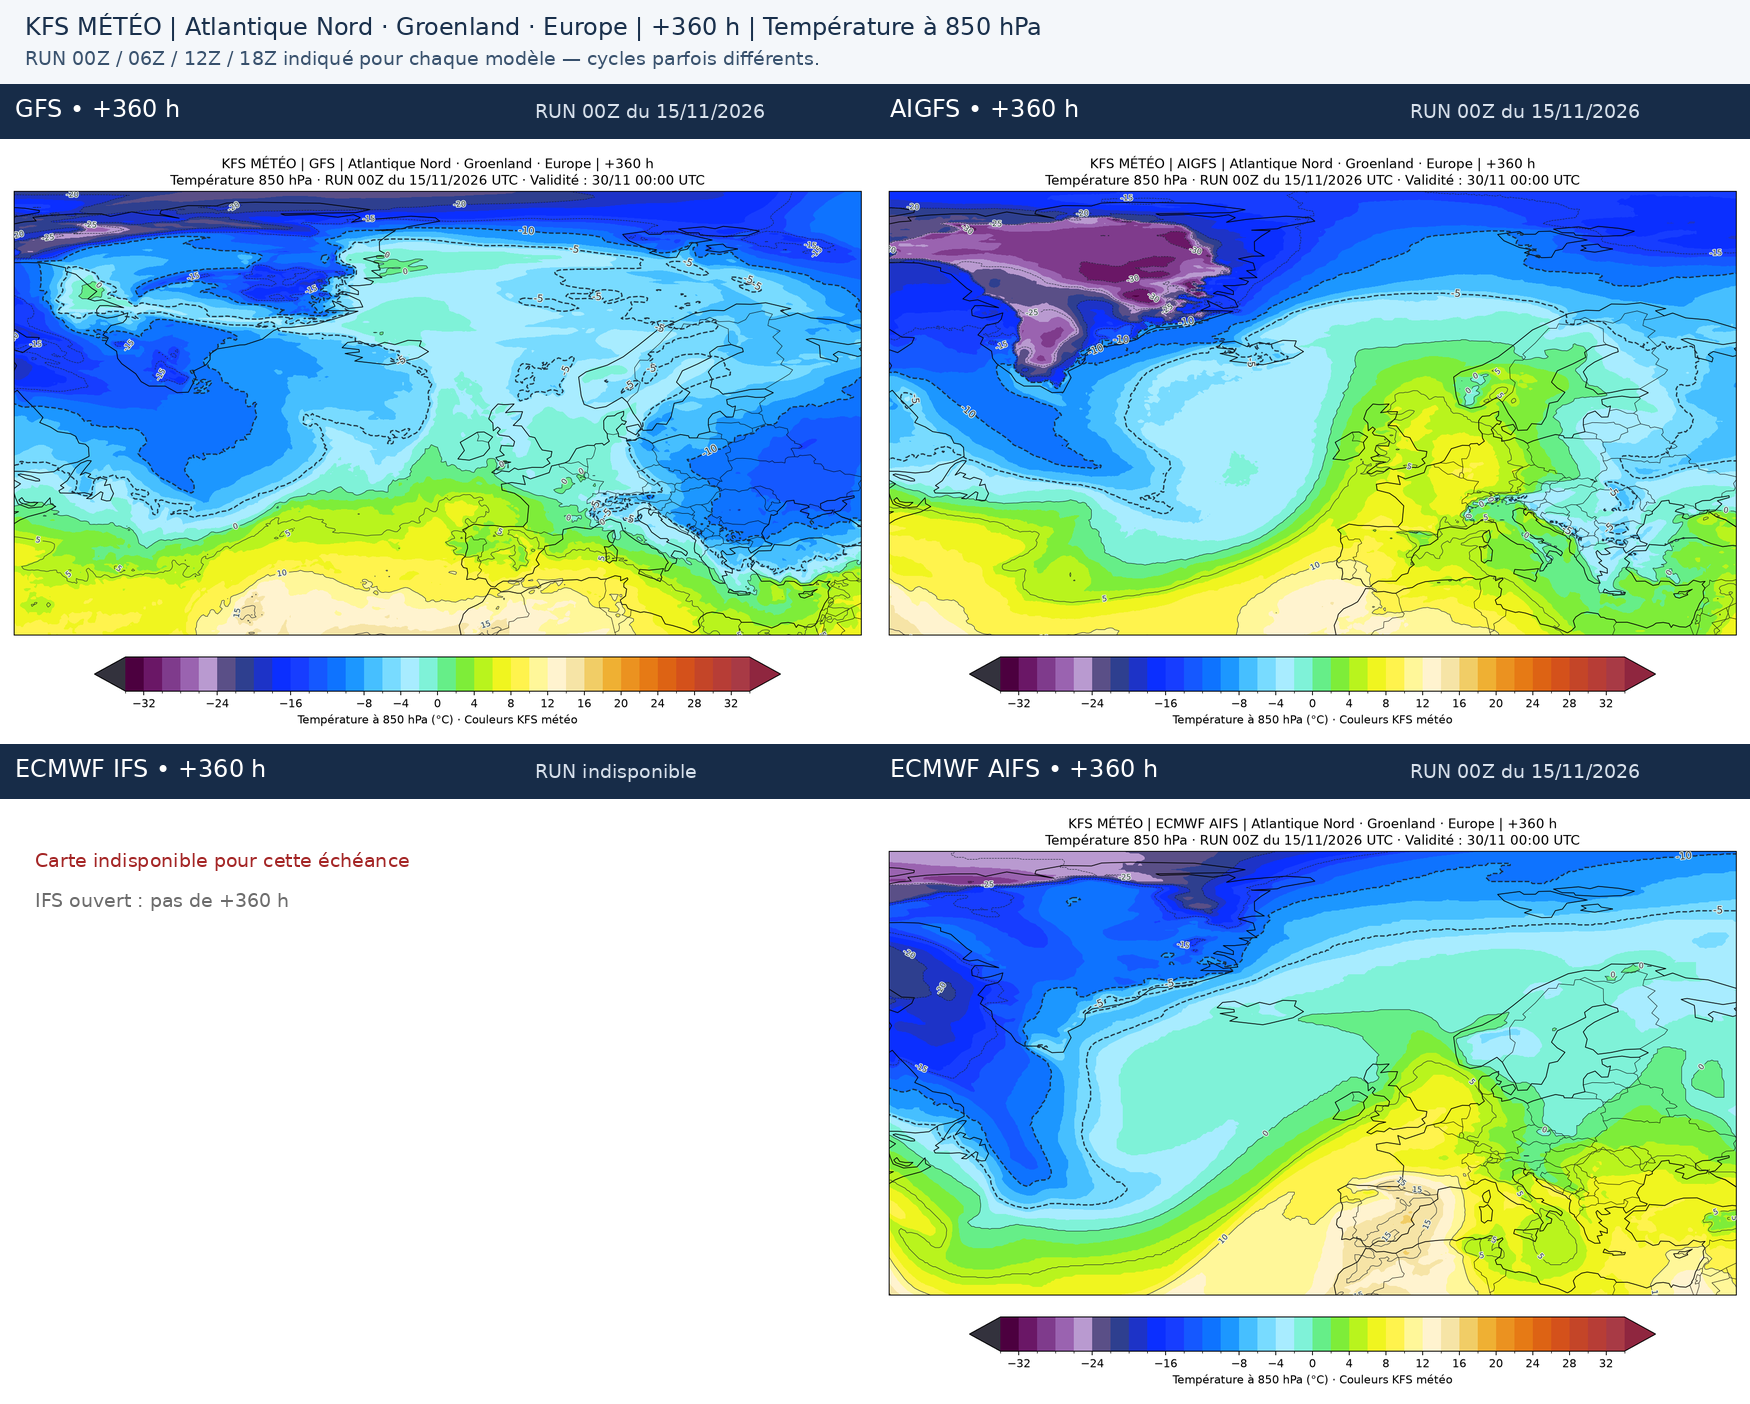 KFS MÉTÉO | Atlantique Nord · Groenland · Europe | +360 h | Température à 850 hPa
RUN 00Z / 06Z / 12Z / 18Z indiqué pour chaque modèle — cycles parfois différents.
GFS • +360 h
RUN 00Z du 15/11/2026
AIGFS • +360 h
RUN 00Z du 15/11/2026
KFS MÉTÉO | GFS | Atlantique Nord · Groenland · Europe | +360 h
Température 850 hPa · RUN 00Z du 15/11/2026 UTC · Validité : 30/11 00:00 UTC
KFS MÉTÉO | AIGFS | Atlantique Nord · Groenland · Europe | +360 h
Température 850 hPa · RUN 00Z du 15/11/2026 UTC · Validité : 30/11 00:00 UTC
−32 −24 −16 −8 −4 0 4 8 12 16 20 24 28 32
Température à 850 hPa (°C) · Couleurs KFS météo
−32 −24 −16 −8 −4 0 4 8 12 16 20 24 28 32
Température à 850 hPa (°C) · Couleurs KFS météo
ECMWF IFS • +360 h
RUN indisponible
ECMWF AIFS • +360 h
RUN 00Z du 15/11/2026
Carte indisponible pour cette échéance
IFS ouvert : pas de +360 h
KFS MÉTÉO | ECMWF AIFS | Atlantique Nord · Groenland · Europe | +360 h
Température 850 hPa · RUN 00Z du 15/11/2026 UTC · Validité : 30/11 00:00 UTC
−32 −24 −16 −8 −4 0 4 8 12 16 20 24 28 32
Température à 850 hPa (°C) · Couleurs KFS météo